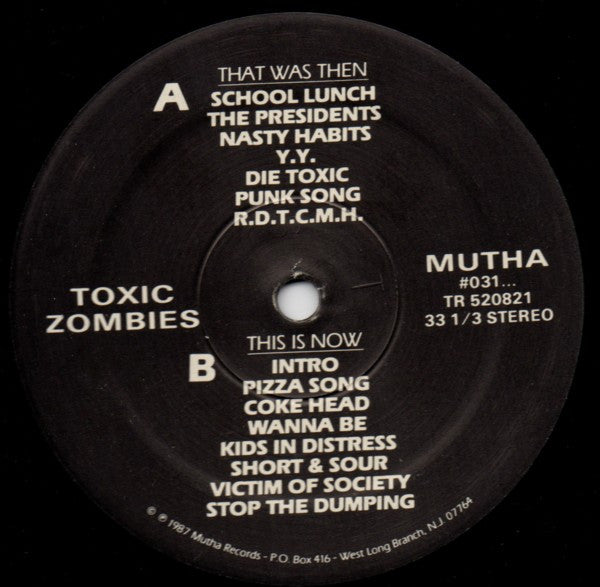 A
THAT WAS THEN
SCHOOL LUNCH
THE PRESIDENTS
NASTY HABITS
Y.Y.
DIE TOXIC
PUNK SONG
R.D.T.C.M.H.
TOXIC
ZOMBIES
MUTHA
#031...
TR 520821
33 1/3 STEREO
B
THIS IS NOW
INTRO
PIZZA SONG
COKE HEAD
WANNA BE
KIDS IN DISTRESS
SHORT & SOUR
VICTIM OF SOCIETY
STOP THE DUMPING
© ℗ 1987 Mutha Records - P.O. Box 416 - West Long Branch, N.J. 07764